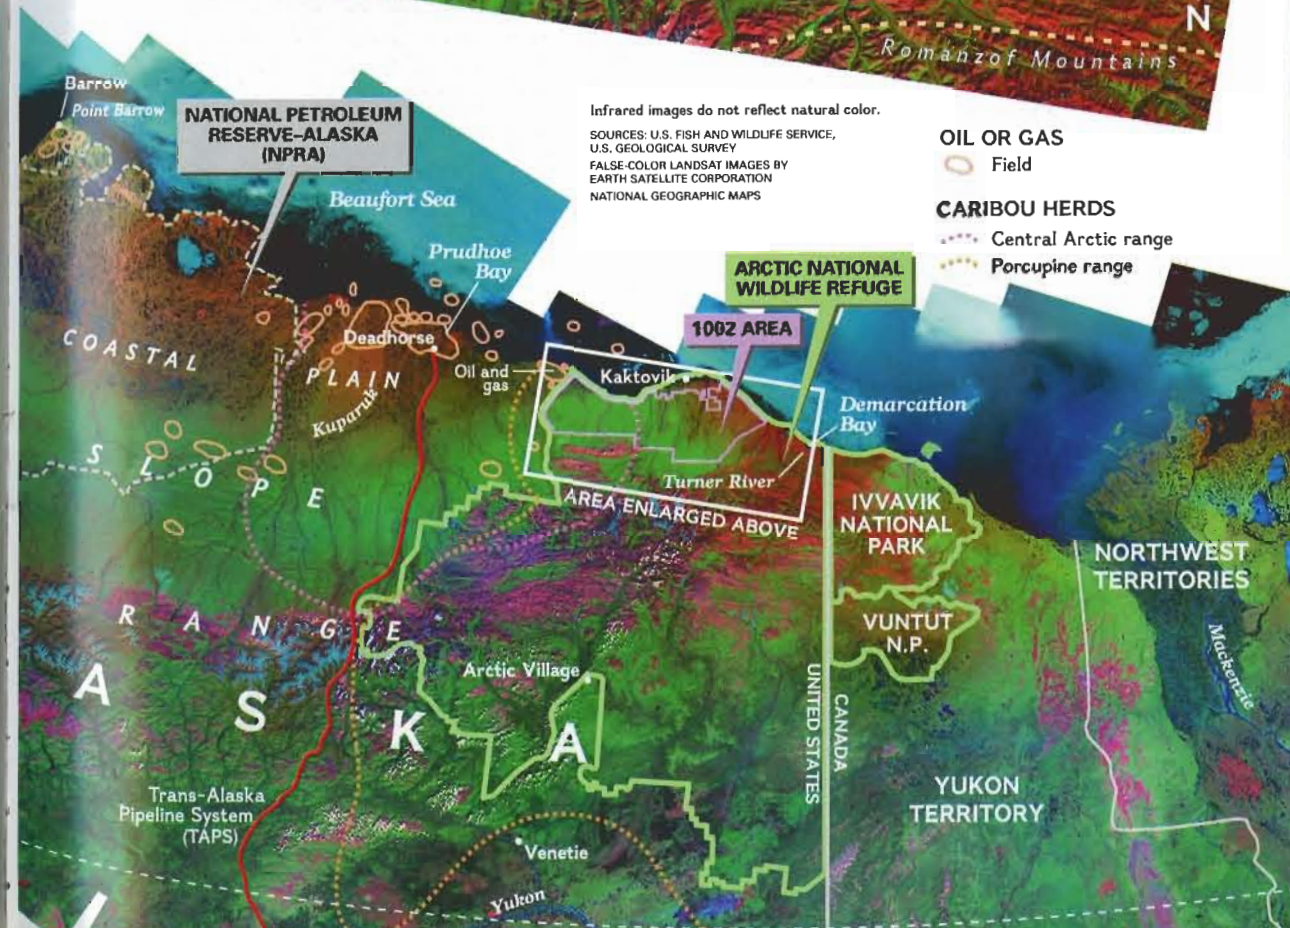 N
Romanzof Mountains
Barrow
Point Barrow
NATIONAL PETROLEUM
RESERVE–ALASKA
(NPRA)
Infrared images do not reflect natural color.
SOURCES: U.S. FISH AND WILDLIFE SERVICE,
U.S. GEOLOGICAL SURVEY
FALSE-COLOR LANDSAT IMAGES BY
EARTH SATELLITE CORPORATION
NATIONAL GEOGRAPHIC MAPS
OIL OR GAS
Field
CARIBOU HERDS
Central Arctic range
Porcupine range
Beaufort Sea
Prudhoe
Bay
ARCTIC NATIONAL
WILDLIFE REFUGE
1002 AREA
COASTAL
PLAIN
Deadhorse
Kuparuk
Oil and
gas
Kaktovik
Demarcation
Bay
SLOPE
Turner River
AREA ENLARGED ABOVE
IVVAVIK
NATIONAL
PARK
NORTHWEST
TERRITORIES
VUNTUT
N.P.
RANGE
Mackenzie
Arctic Village
ASKA
UNITED STATES
CANADA
YUKON
TERRITORY
Trans-Alaska
Pipeline System
(TAPS)
Venetie
Yukon